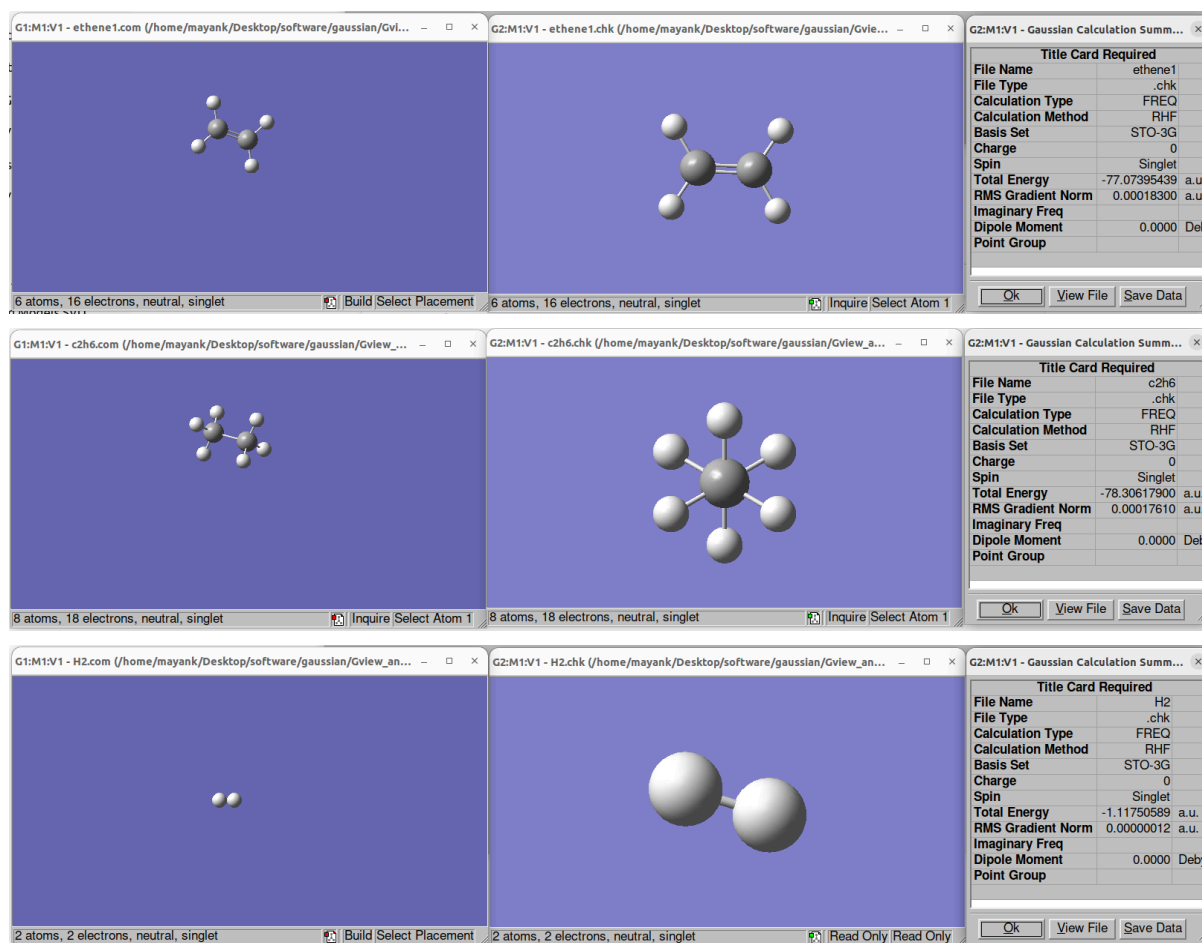 G1:M1:V1 - ethene1.com (/home/mayank/Desktop/software/gaussian/Gvi...
6 atoms, 16 electrons, neutral, singlet Build Select Placement
G2:M1:V1 - ethene1.chk (/home/mayank/Desktop/software/gaussian/Gvie...
6 atoms, 16 electrons, neutral, singlet Inquire Select Atom 1
G2:M1:V1 - Gaussian Calculation Summ...
Title Card Required
File Name ethene1
File Type .chk
Calculation Type FREQ
Calculation Method RHF
Basis Set STO-3G
Charge 0
Spin Singlet
Total Energy -77.07395439 a.u
RMS Gradient Norm 0.00018300 a.u
Imaginary Freq
Dipole Moment 0.0000 Del
Point Group
Ok View File Save Data
G1:M1:V1 - c2h6.com (/home/mayank/Desktop/software/gaussian/Gview_...
8 atoms, 18 electrons, neutral, singlet Inquire Select Atom 1
G2:M1:V1 - c2h6.chk (/home/mayank/Desktop/software/gaussian/Gview_a...
8 atoms, 18 electrons, neutral, singlet Inquire Select Atom 1
G2:M1:V1 - Gaussian Calculation Summ...
Title Card Required
File Name c2h6
File Type .chk
Calculation Type FREQ
Calculation Method RHF
Basis Set STO-3G
Charge 0
Spin Singlet
Total Energy -78.30617900 a.u.
RMS Gradient Norm 0.00017610 a.u.
Imaginary Freq
Dipole Moment 0.0000 Deb
Point Group
Ok View File Save Data
G1:M1:V1 - H2.com (/home/mayank/Desktop/software/gaussian/Gview_an...
2 atoms, 2 electrons, neutral, singlet Build Select Placement
G2:M1:V1 - H2.chk (/home/mayank/Desktop/software/gaussian/Gview_an...
2 atoms, 2 electrons, neutral, singlet Read Only Read Only
G2:M1:V1 - Gaussian Calculation Summ...
Title Card Required
File Name H2
File Type .chk
Calculation Type FREQ
Calculation Method RHF
Basis Set STO-3G
Charge 0
Spin Singlet
Total Energy -1.11750589 a.u.
RMS Gradient Norm 0.00000012 a.u.
Imaginary Freq
Dipole Moment 0.0000 Deby
Point Group
Ok View File Save Data